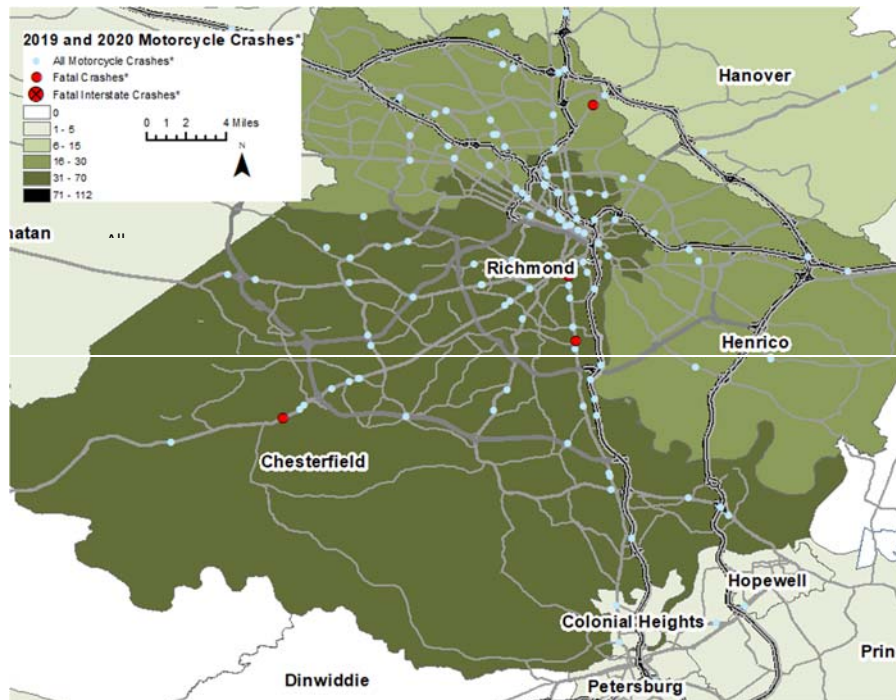 2019 and 2020 Motorcycle Crashes*
All Motorcycle Crashes*
Fatal Crashes*
Fatal Interstate Crashes*
0
1 - 5
6 - 15
16 - 30
31 - 70
71 - 112
0 1 2 4 Miles
N
Hanover
natan
Richmond
Henrico
Chesterfield
Hopewell
Colonial Heights
Prin
Dinwiddie
Petersburg